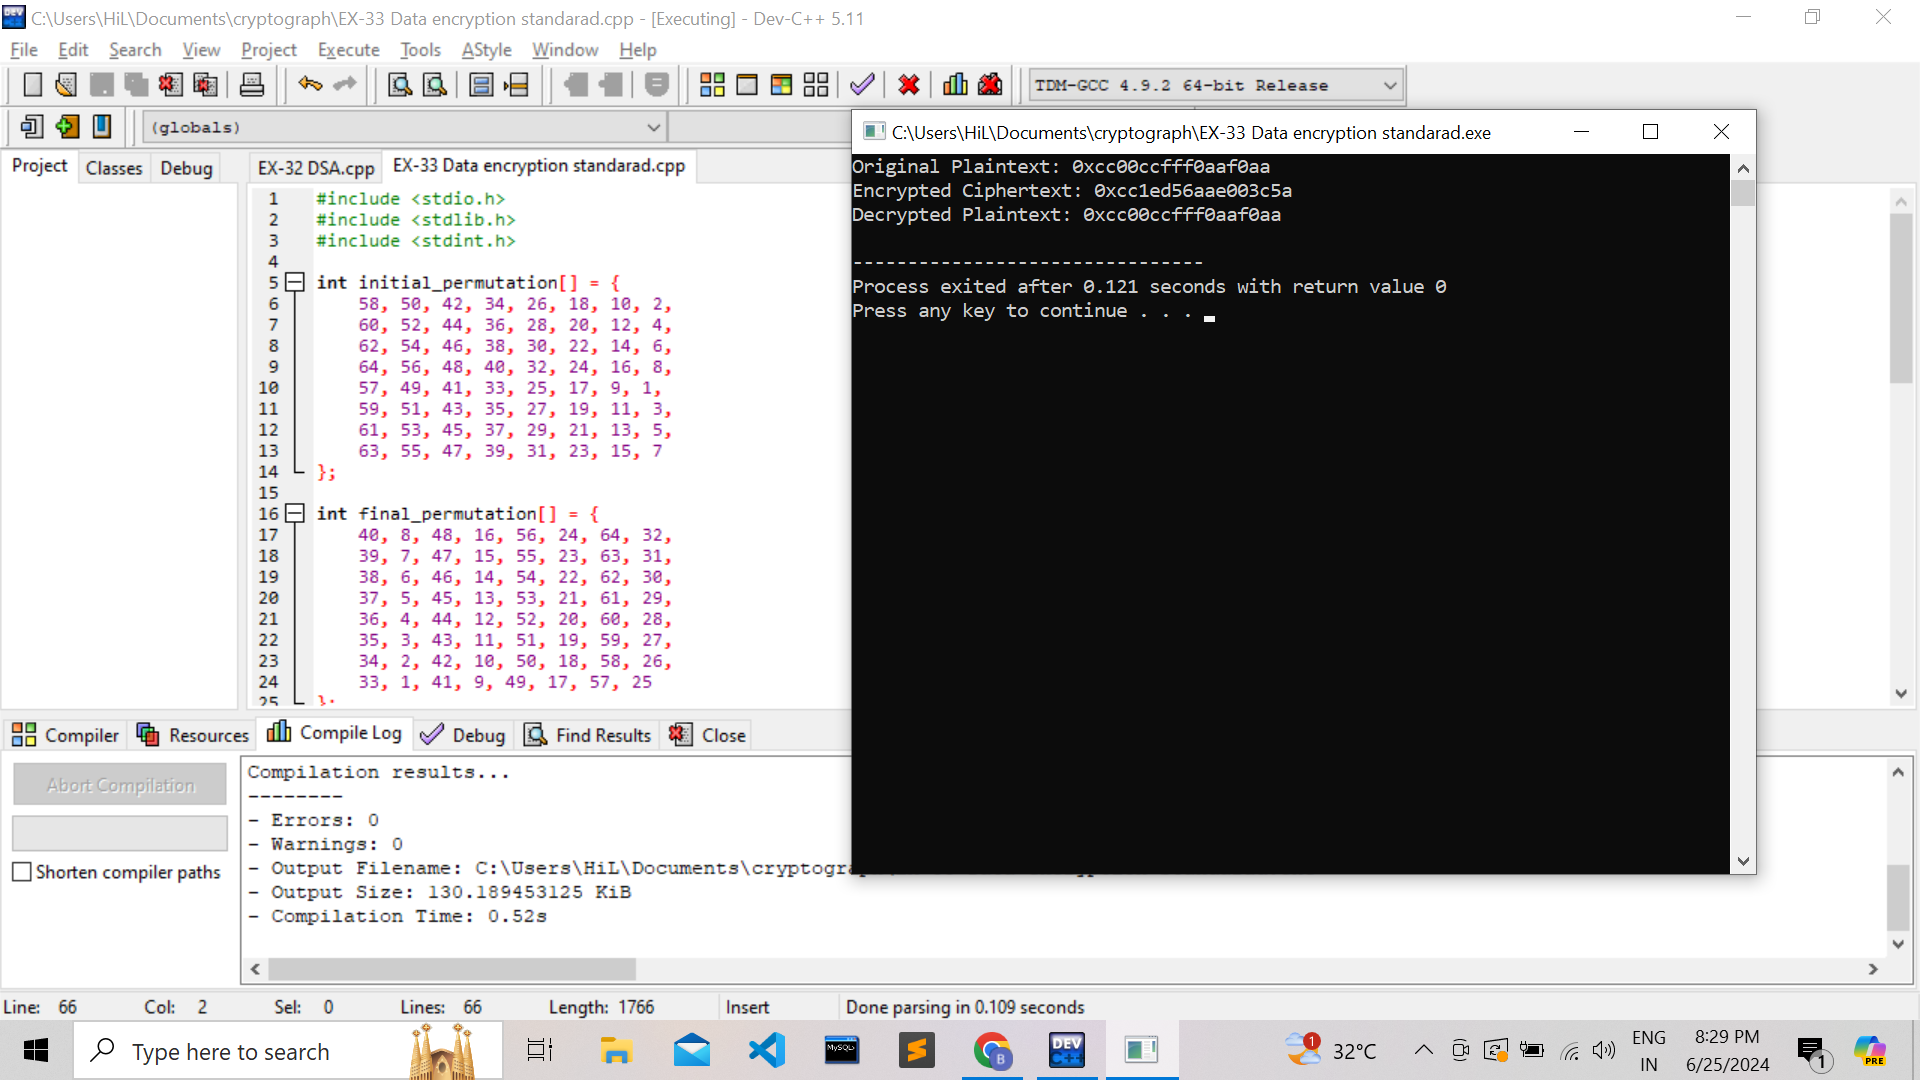 C:\Users\HiL\Documents\cryptograph\EX-33 Data encryption standarad.cpp - [Executing] - Dev-C++ 5.11
File Edit Search View Project Execute Tools AStyle Window Help
TDM-GCC 4.9.2 64-bit Release
(globals)
Project Classes Debug
EX-32 DSA.cpp EX-33 Data encryption standarad.cpp
1 #include <stdio.h>
2 #include <stdlib.h>
3 #include <stdint.h>
4
5 int initial_permutation[] = {
6 58, 50, 42, 34, 26, 18, 10, 2,
7 60, 52, 44, 36, 28, 20, 12, 4,
8 62, 54, 46, 38, 30, 22, 14, 6,
9 64, 56, 48, 40, 32, 24, 16, 8,
10 57, 49, 41, 33, 25, 17, 9, 1,
11 59, 51, 43, 35, 27, 19, 11, 3,
12 61, 53, 45, 37, 29, 21, 13, 5,
13 63, 55, 47, 39, 31, 23, 15, 7
14 };
15
16 int final_permutation[] = {
17 40, 8, 48, 16, 56, 24, 64, 32,
18 39, 7, 47, 15, 55, 23, 63, 31,
19 38, 6, 46, 14, 54, 22, 62, 30,
20 37, 5, 45, 13, 53, 21, 61, 29,
21 36, 4, 44, 12, 52, 20, 60, 28,
22 35, 3, 43, 11, 51, 19, 59, 27,
23 34, 2, 42, 10, 50, 18, 58, 26,
24 33, 1, 41, 9, 49, 17, 57, 25
25 };
C:\Users\HiL\Documents\cryptograph\EX-33 Data encryption standarad.exe
Original Plaintext: 0xcc00ccfff0aaf0aa
Encrypted Ciphertext: 0xcc1ed56aae003c5a
Decrypted Plaintext: 0xcc00ccfff0aaf0aa
--------------------------------
Process exited after 0.121 seconds with return value 0
Press any key to continue . . .
Compiler Resources Compile Log Debug Find Results Close
Abort Compilation
Shorten compiler paths
Compilation results...
--------
- Errors: 0
- Warnings: 0
- Output Filename: C:\Users\HiL\Documents\cryptogra
- Output Size: 130.189453125 KiB
- Compilation Time: 0.52s
Line: 66 Col: 2 Sel: 0 Lines: 66 Length: 1766 Insert Done parsing in 0.109 seconds
Type here to search
MySQL
B
DEV C++
1
32°C
ENG
IN
8:29 PM
6/25/2024
1
PRE